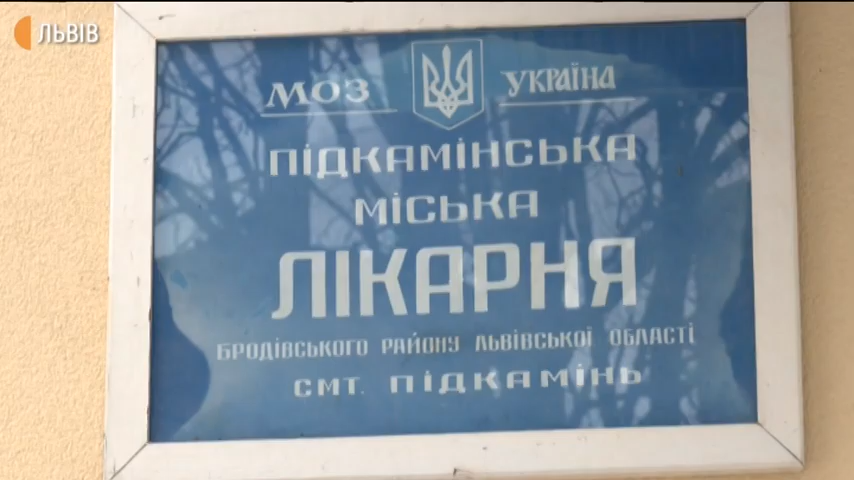 ЛЬВІВ
МОЗ УКРАЇНА
ПІДКАМІНСЬКА
МІСЬКА
ЛІКАРНЯ
БРОДІВСЬКОГО РАЙОНУ ЛЬВІВСЬКОЇ ОБЛАСТІ
СМТ. ПІДКАМІНЬ